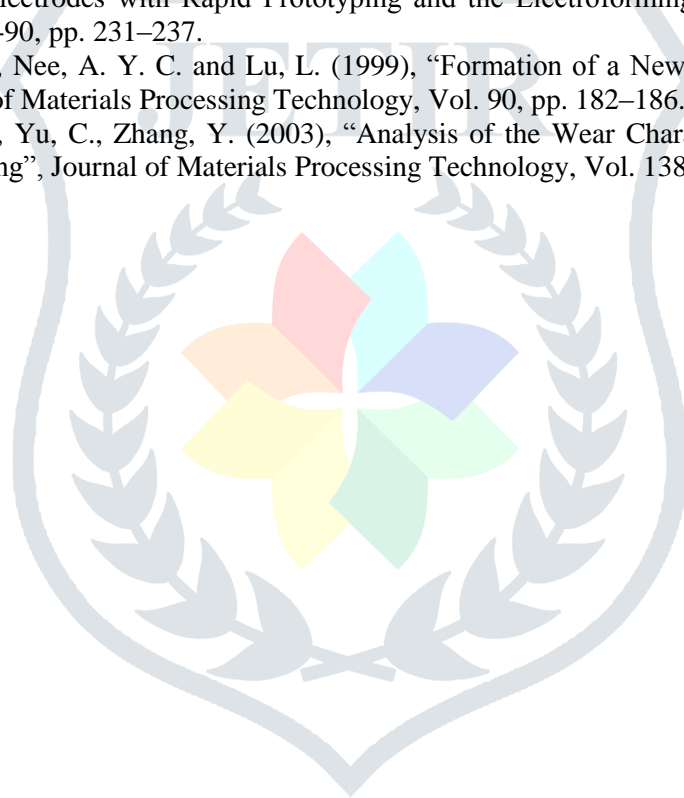 lectrodes with Rapid Prototyping and the Electroforming
-90, pp. 231–237.
, Nee, A. Y. C. and Lu, L. (1999), “Formation of a New
of Materials Processing Technology, Vol. 90, pp. 182–186.
, Yu, C., Zhang, Y. (2003), “Analysis of the Wear Chara
ng”, Journal of Materials Processing Technology, Vol. 138
JETIR